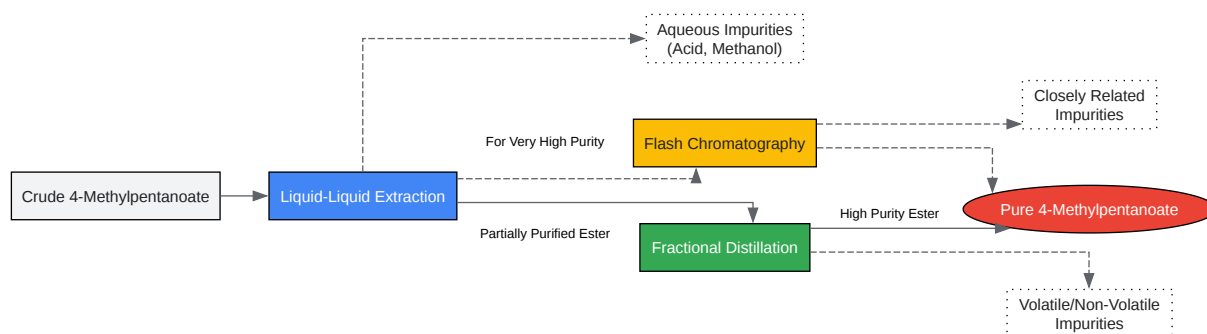 Aqueous Impurities
(Acid, Methanol)
Closely Related
Impurities
For Very High Purity
Flash Chromatography
Crude 4-Methylpentanoate
Liquid-Liquid Extraction
Pure 4-Methylpentanoate
High Purity Ester
Partially Purified Ester
Fractional Distillation
Volatile/Non-Volatile
Impurities